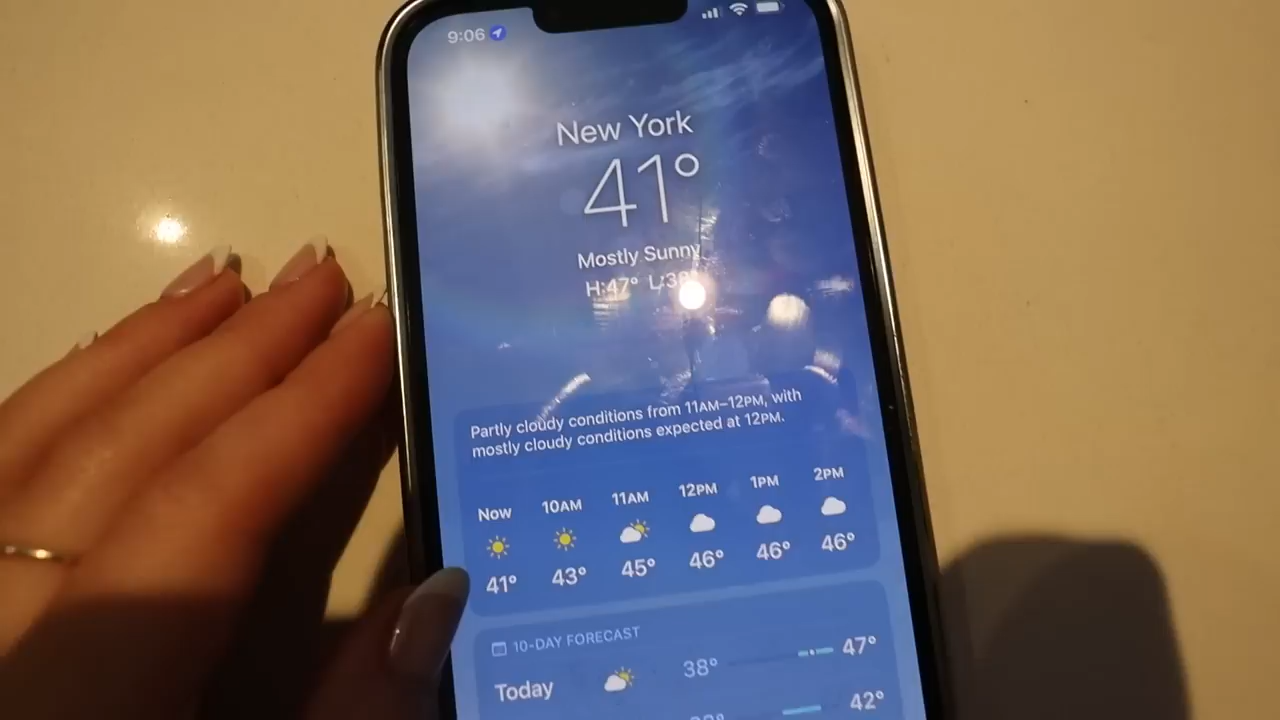 9:06
New York
41°
Mostly Sunny
H:47° L:38°
Partly cloudy conditions from 11AM–12PM, with
mostly cloudy conditions expected at 12PM.
Now 10AM 11AM 12PM 1PM 2PM
41° 43° 45° 46° 46° 46°
10-DAY FORECAST
Today 38° 47°
42°